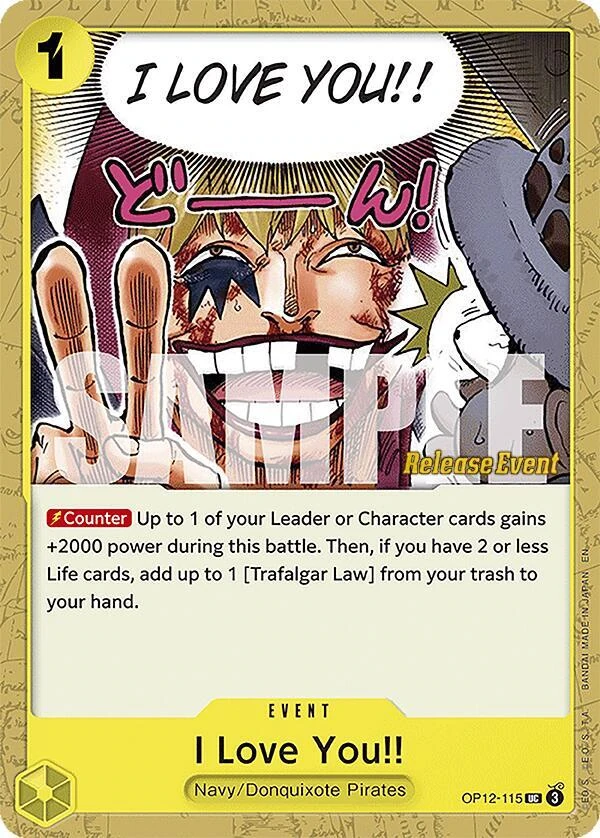 1
I LOVE YOU!!
どーん!
SAMPLE
Release Event
Counter Up to 1 of your Leader or Character cards gains
+2000 power during this battle. Then, if you have 2 or less
Life cards, add up to 1 [Trafalgar Law] from your trash to
your hand.
EVENT
I Love You!!
Navy/Donquixote Pirates
OP12-115 UC 3
BANDAI MADE IN JAPAN EN